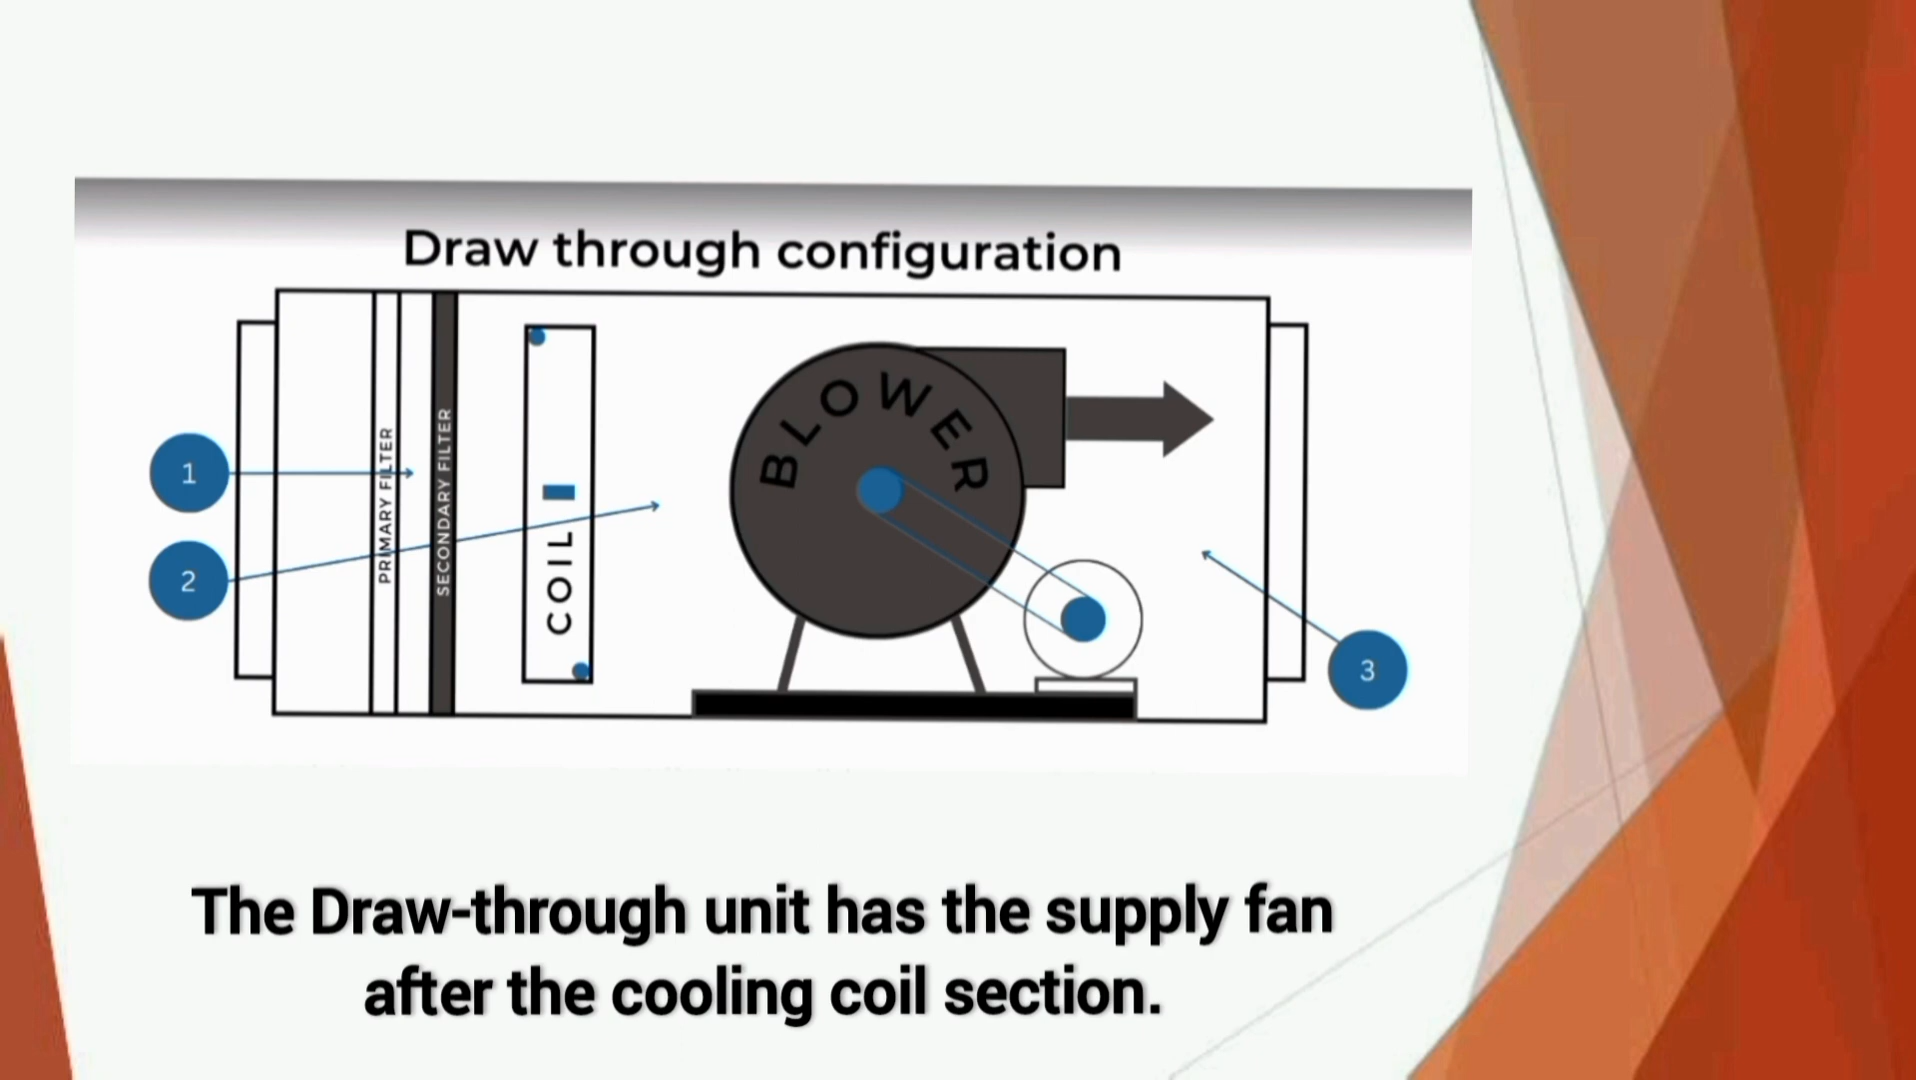 Draw through configuration
1
2
PRIMARY FILTER
SECONDARY FILTER
COIL
BLOWER
3
The Draw-through unit has the supply fan
after the cooling coil section.